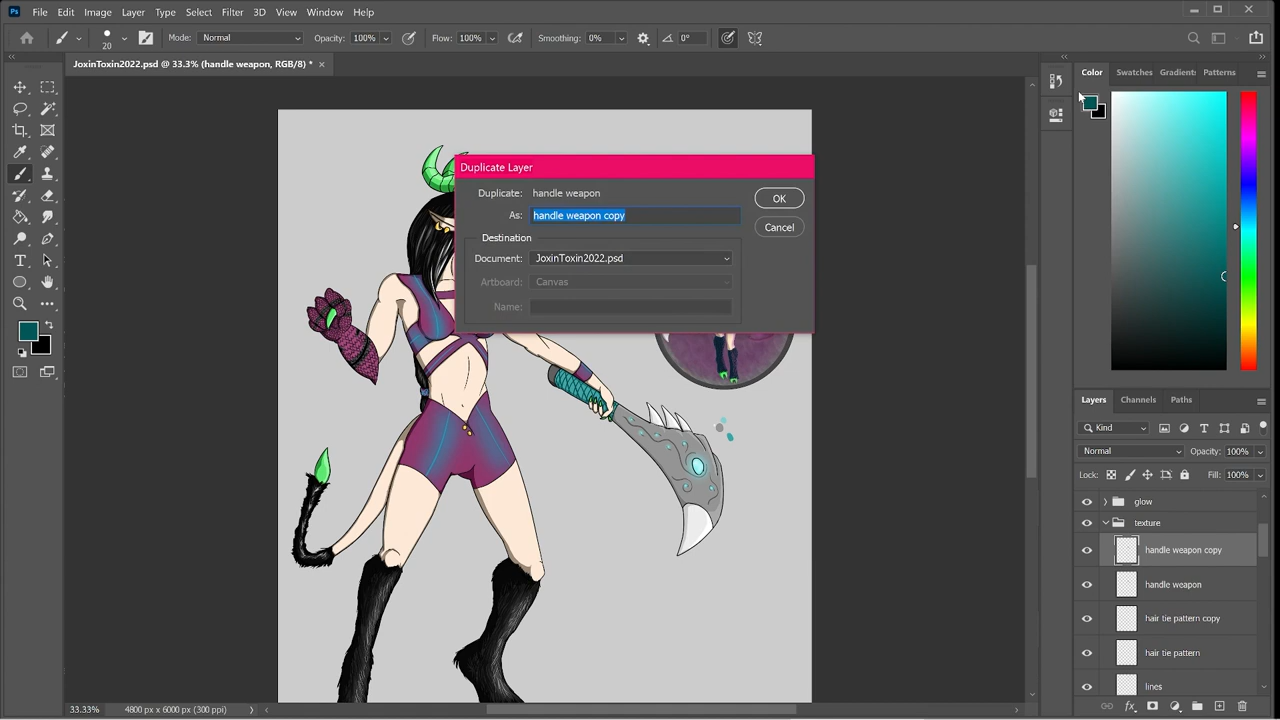 Ps File Edit Image Layer Type Select Filter 3D View Window Help
20 Mode: Normal Opacity: 100% Flow: 100% Smoothing: 0% 0°
JoxinToxin2022.psd @ 33.3% (handle weapon, RGB/8) *
Color Swatches Gradients Patterns
Duplicate Layer
Duplicate: handle weapon
As: handle weapon copy
OK
Cancel
Destination
Document: JoxinToxin2022.psd
Artboard: Canvas
Name:
Layers Channels Paths
Kind
Normal Opacity: 100%
Lock: Fill: 100%
glow
texture
handle weapon copy
handle weapon
hair tie pattern copy
hair tie pattern
lines
33.33% 4800 px x 6000 px (300 ppi)